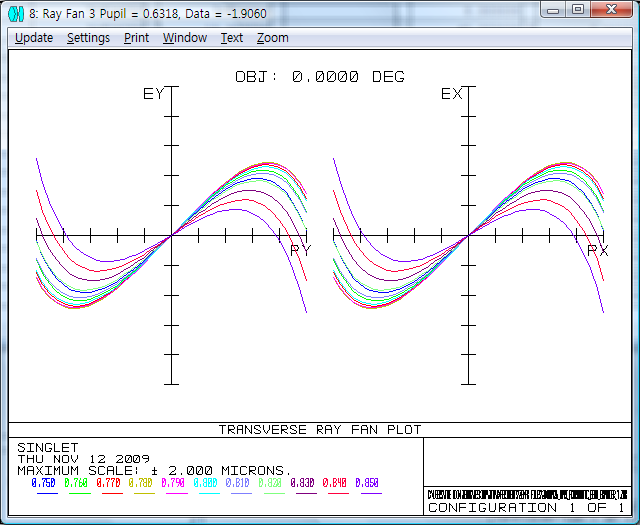 8: Ray Fan 3 Pupil = 0.6318, Data = -1.9060
Update Settings Print Window Text Zoom
OBJ: 0.0000 DEG
EY EX
PY PX
TRANSVERSE RAY FAN PLOT
SINGLET
THU NOV 12 2009
MAXIMUM SCALE: ± 2.000 MICRONS.
0.750 0.760 0.770 0.780 0.790 0.800 0.810 0.820 0.830 0.840 0.850
CONFIGURATION 1 OF 1